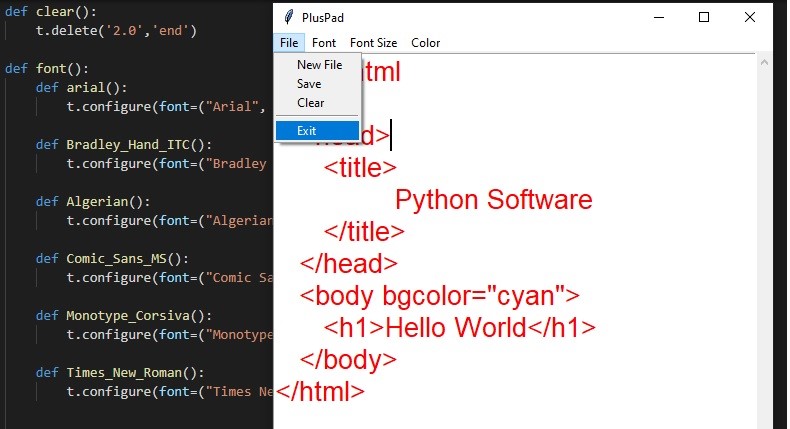 def clear():
t.delete('2.0','end')
def font():
def arial():
t.configure(font=("Arial",
def Bradley_Hand_ITC():
t.configure(font=("Bradley
def Algerian():
t.configure(font=("Algerian
def Comic_Sans_MS():
t.configure(font=("Comic Sa
def Monotype_Corsiva():
t.configure(font=("Monotype
def Times_New_Roman():
t.configure(font=("Times Ne
PlusPad
File Font Font Size Color
New File
Save
Clear
Exit
html
head>
<title>
Python Software
</title>
</head>
<body bgcolor="cyan">
<h1>Hello World</h1>
</body>
</html>